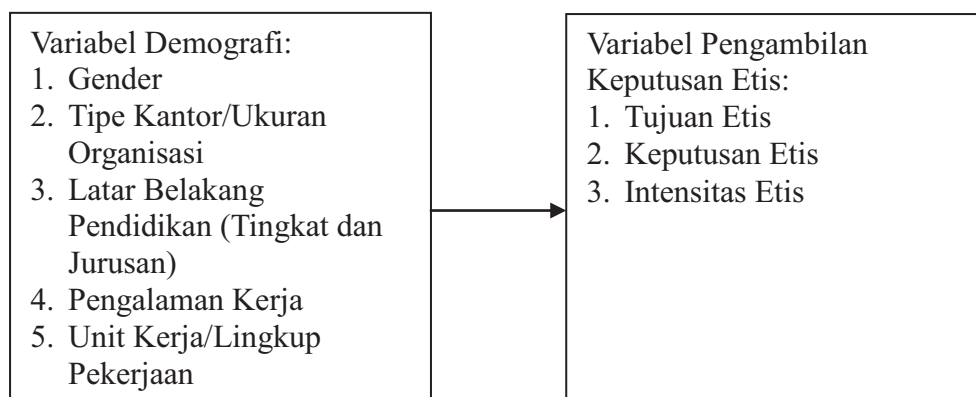 Variabel Demografi:
1. Gender
2. Tipe Kantor/Ukuran
Organisasi
3. Latar Belakang
Pendidikan (Tingkat dan
Jurusan)
4. Pengalaman Kerja
5. Unit Kerja/Lingkup
Pekerjaan
Variabel Pengambilan
Keputusan Etis:
1. Tujuan Etis
2. Keputusan Etis
3. Intensitas Etis